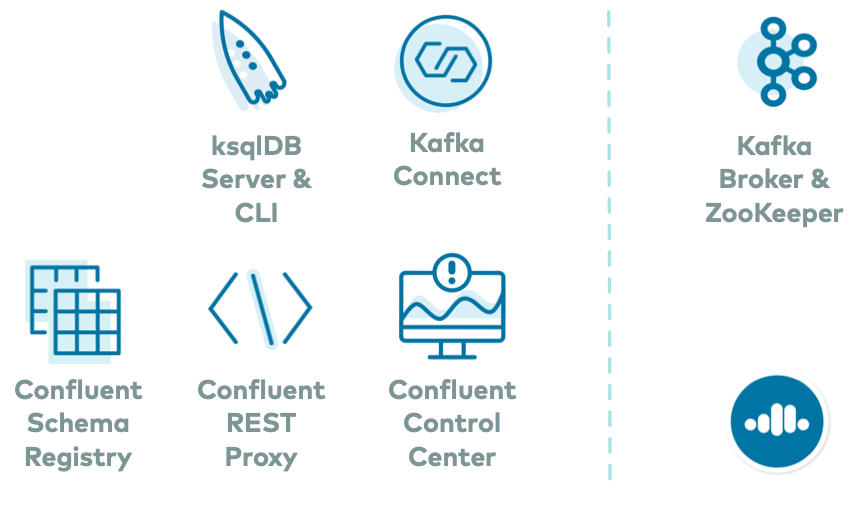 ksqlDB
Server &
CLI
Kafka
Connect
Kafka
Broker &
ZooKeeper
Confluent
Schema
Registry
Confluent
REST
Proxy
Confluent
Control
Center